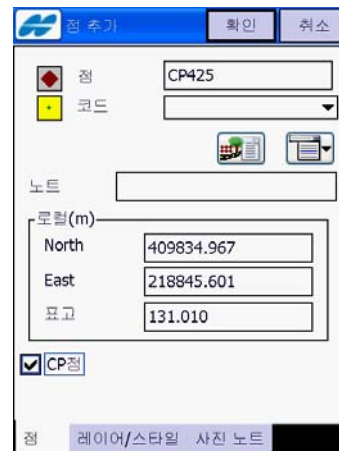 점 추가 확인 취소
점 CP425
코드
노트
로컬(m)
North 409834.967
East 218845.601
표고 131.010
CP점
점 레이어/스타일 사진 노트